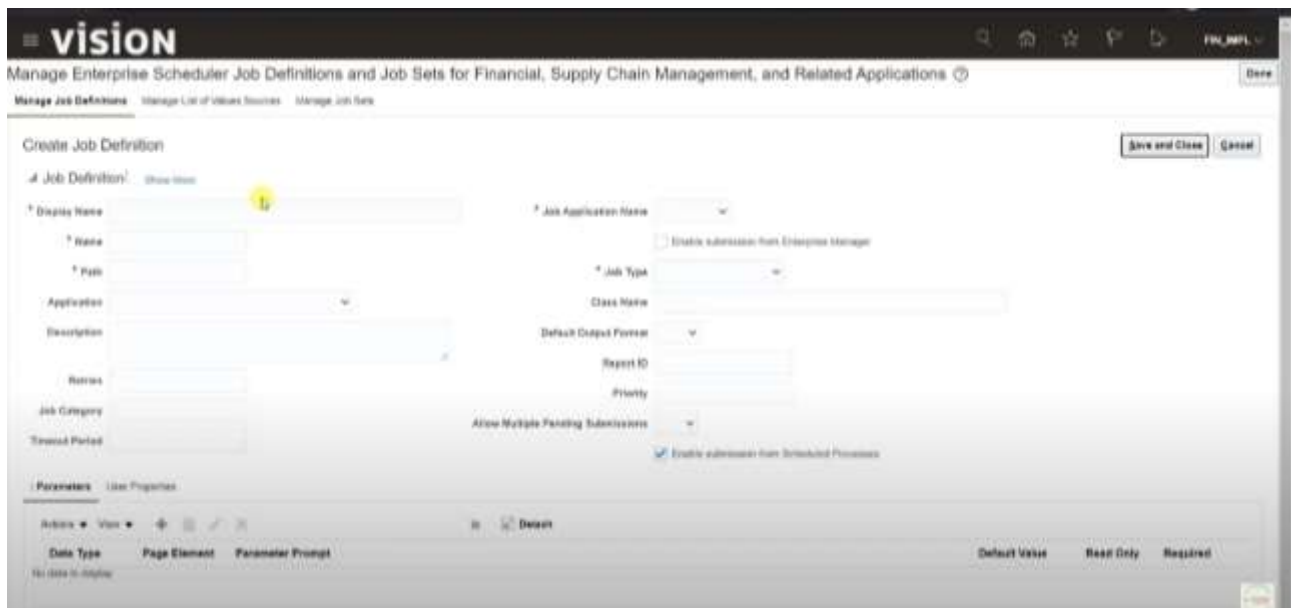 vision
FIN_IMPL
Manage Enterprise Scheduler Job Definitions and Job Sets for Financial, Supply Chain Management, and Related Applications
Done
Manage Job Definitions Manage List of Values Sources Manage Job Sets
Create Job Definition
Save and Close Cancel
Job Definition Show More
* Display Name
* Job Application Name
* Name
Enable submission from Enterprise Manager
* Path
* Job Type
Application
Class Name
Description
Default Output Format
Report ID
Retries
Priority
Job Category
Allow Multiple Pending Submissions
Timeout Period
Enable submission from Scheduled Processes
Parameters User Properties
Actions View Detach
Data Type Page Element Parameter Prompt Default Value Read Only Required
No data to display